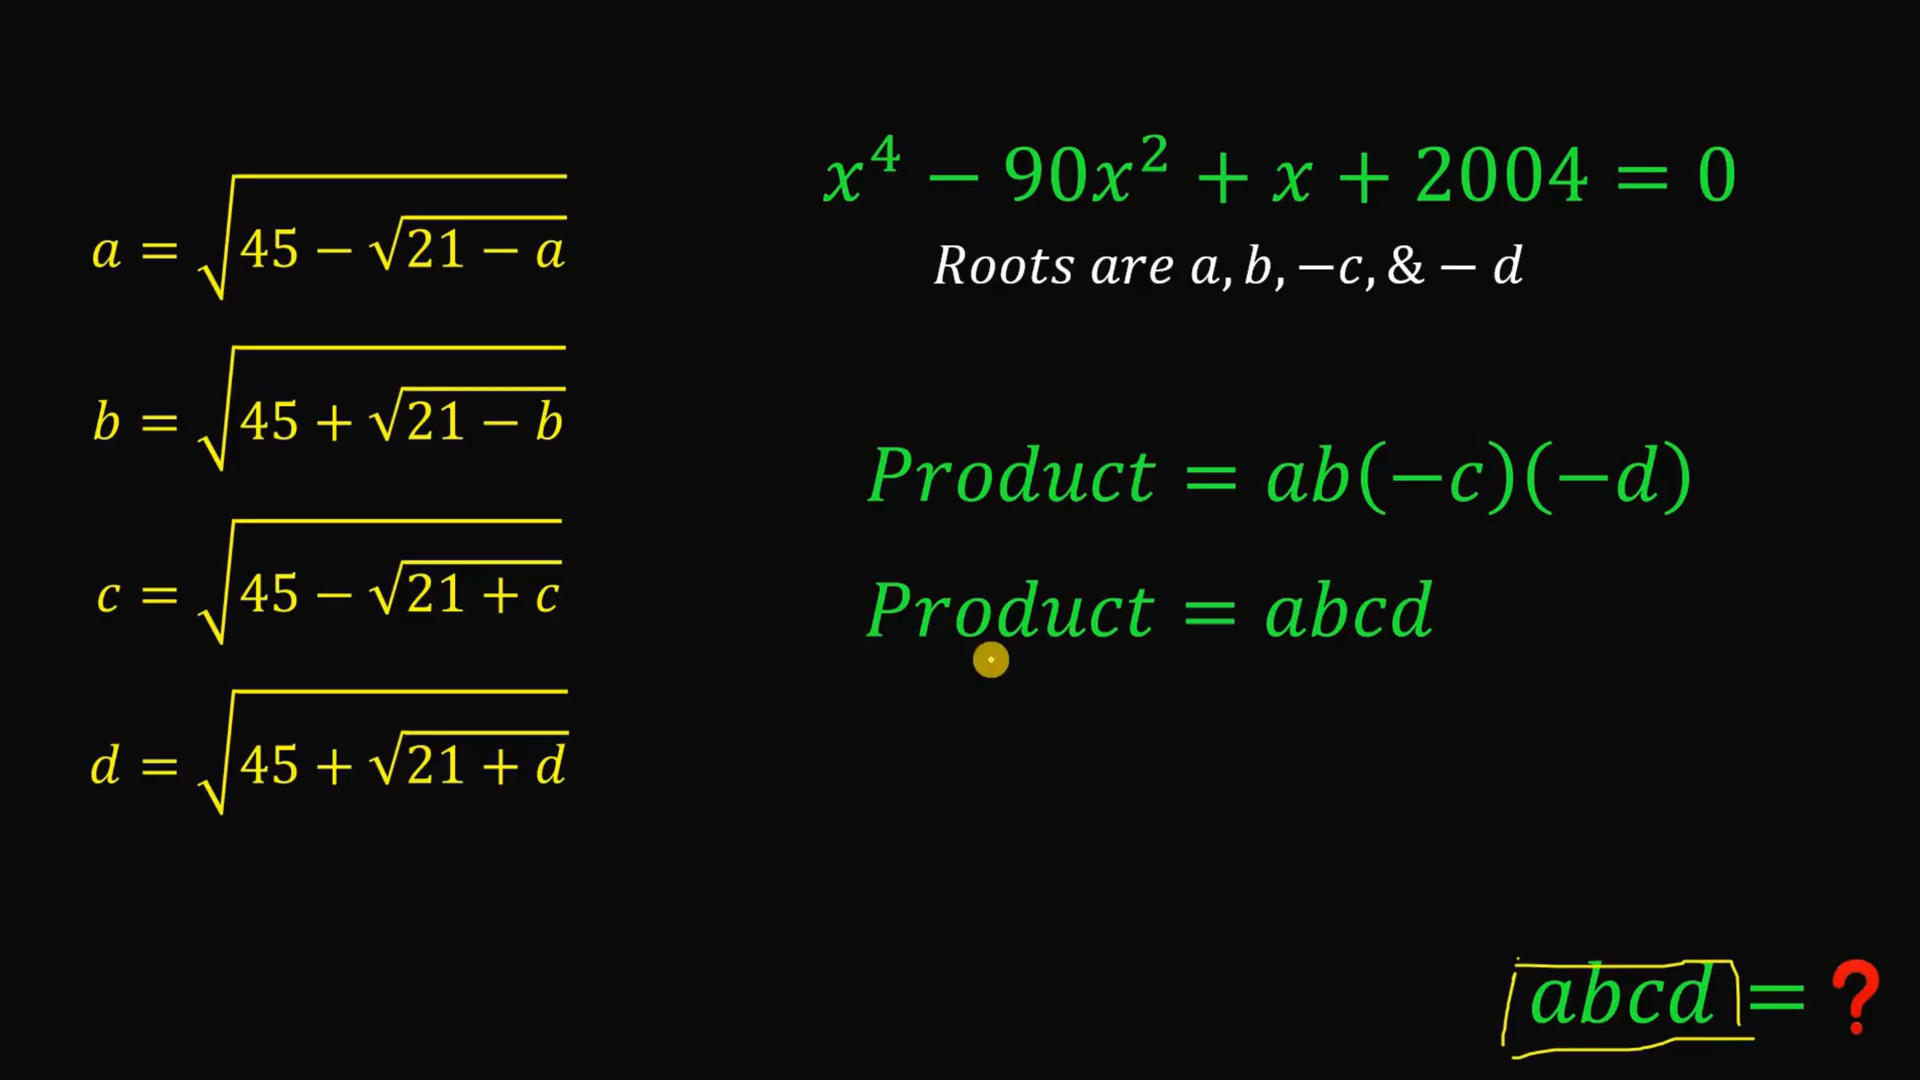 a = √(45 − √(21 − a))
b = √(45 + √(21 − b))
c = √(45 − √(21 + c))
d = √(45 + √(21 + d))
x⁴ − 90x² + x + 2004 = 0
Roots are a, b, −c, & − d
Product = ab(−c)(−d)
Product = abcd
abcd = ?